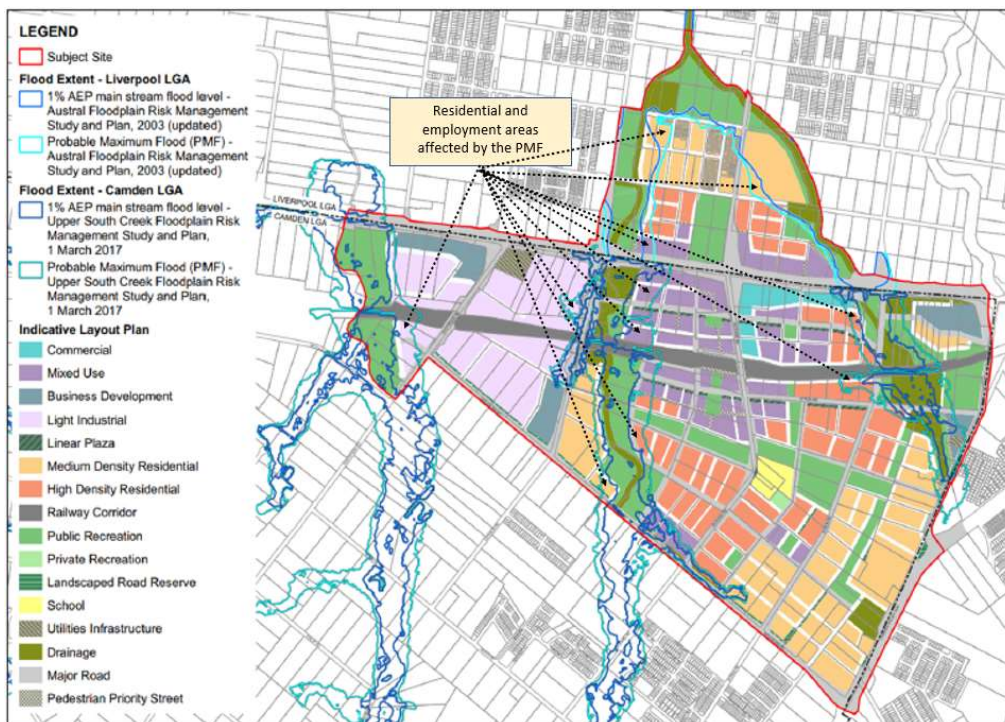 LEGEND
Subject Site
Flood Extent - Liverpool LGA
1% AEP main stream flood level -
Austral Floodplain Risk Management
Study and Plan, 2003 (updated)
Probable Maximum Flood (PMF) -
Austral Floodplain Risk Management
Study and Plan, 2003 (updated)
Flood Extent - Camden LGA
1% AEP main stream flood level -
Upper South Creek Floodplain Risk
Management Study and Plan,
1 March 2017
Probable Maximum Flood (PMF) -
Upper South Creek Floodplain Risk
Management Study and Plan,
1 March 2017
Indicative Layout Plan
Commercial
Mixed Use
Business Development
Light Industrial
Linear Plaza
Medium Density Residential
High Density Residential
Railway Corridor
Public Recreation
Private Recreation
Landscaped Road Reserve
School
Utilities Infrastructure
Drainage
Major Road
Pedestrian Priority Street
Residential and
employment areas
affected by the PMF
LIVERPOOL LGA
CAMDEN LGA